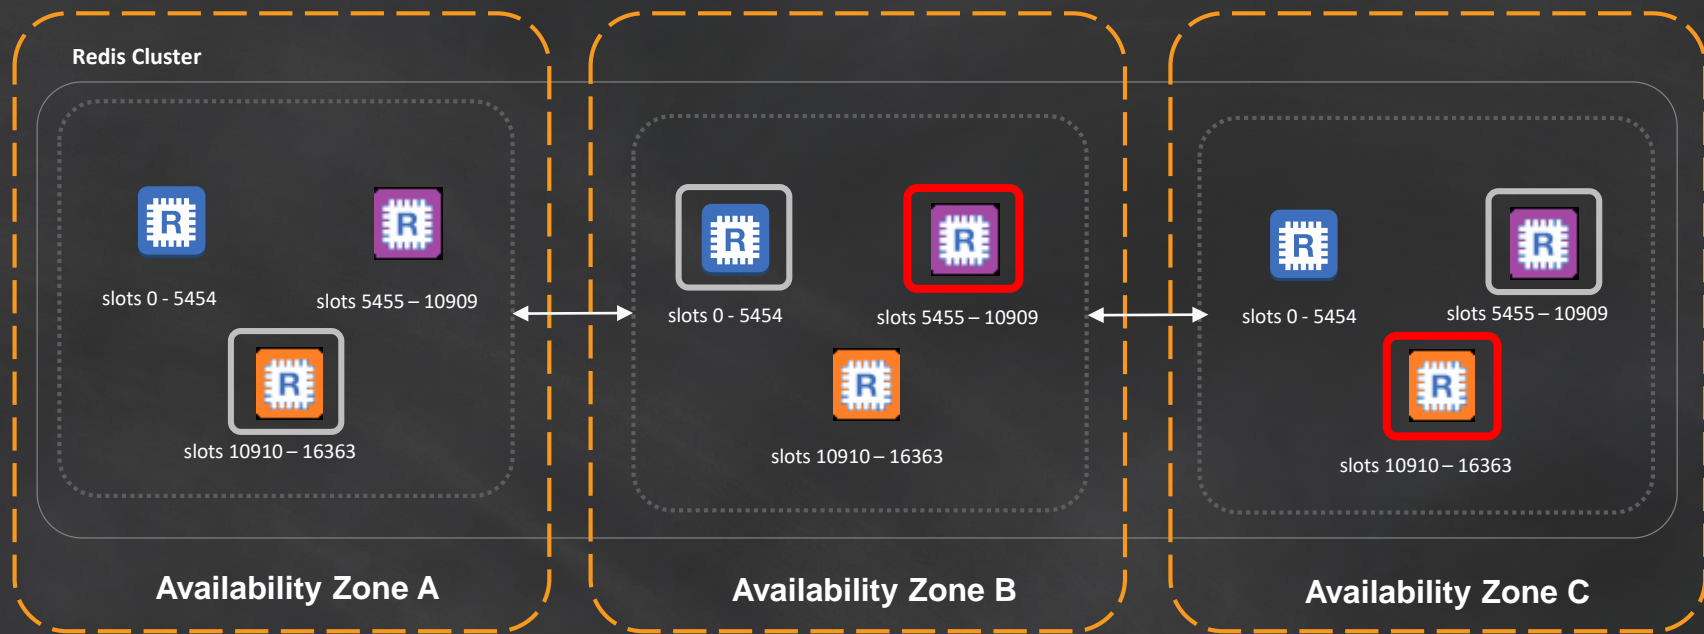 Redis Cluster
R
slots 0 - 5454
R
slots 5455 – 10909
R
slots 10910 – 16363
Availability Zone A
R
slots 0 - 5454
R
slots 5455 – 10909
R
slots 10910 – 16363
Availability Zone B
R
slots 0 - 5454
R
slots 5455 – 10909
R
slots 10910 – 16363
Availability Zone C